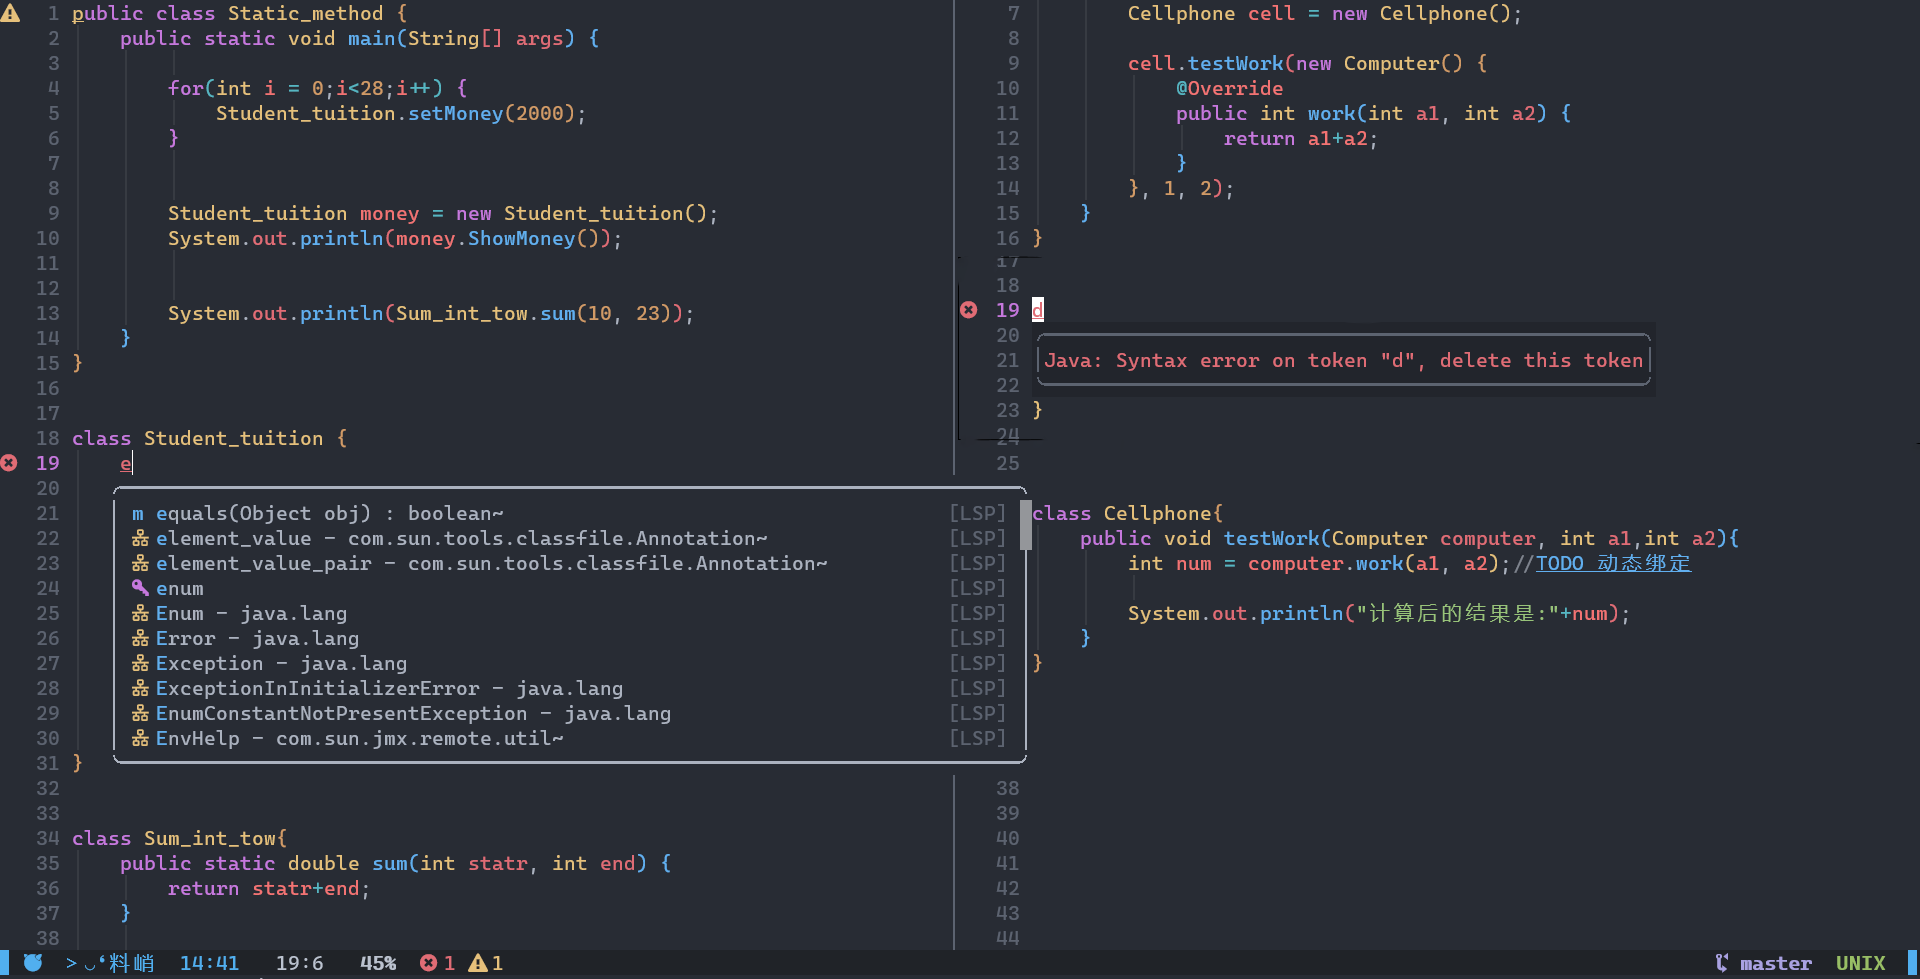 1 public class Static_method {
2 public static void main(String[] args) {
3
4 for(int i = 0;i<28;i++) {
5 Student_tuition.setMoney(2000);
6 }
7
8
9 Student_tuition money = new Student_tuition();
10 System.out.println(money.ShowMoney());
11
12
13 System.out.println(Sum_int_tow.sum(10, 23));
14 }
15 }
16
17
18 class Student_tuition {
19 e
20
21 m equals(Object obj) : boolean~ [LSP]
22 element_value - com.sun.tools.classfile.Annotation~ [LSP]
23 element_value_pair - com.sun.tools.classfile.Annotation~ [LSP]
24 enum [LSP]
25 Enum - java.lang [LSP]
26 Error - java.lang [LSP]
27 Exception - java.lang [LSP]
28 ExceptionInInitializerError - java.lang [LSP]
29 EnumConstantNotPresentException - java.lang [LSP]
30 EnvHelp - com.sun.jmx.remote.util~ [LSP]
31 }
32
33
34 class Sum_int_tow{
35 public static double sum(int statr, int end) {
36 return statr+end;
37 }
38
7 Cellphone cell = new Cellphone();
8
9 cell.testWork(new Computer() {
10 @Override
11 public int work(int a1, int a2) {
12 return a1+a2;
13 }
14 }, 1, 2);
15 }
16 }
17
18
19 d
20
21 Java: Syntax error on token "d", delete this token
22
23 }
24
25
class Cellphone{
public void testWork(Computer computer, int a1,int a2){
int num = computer.work(a1, a2);//TODO 动态绑定
System.out.println("计算后的结果是:"+num);
}
}
38
39
40
41
42
43
44
料峭 14:41 19:6 45% 1 1 master UNIX